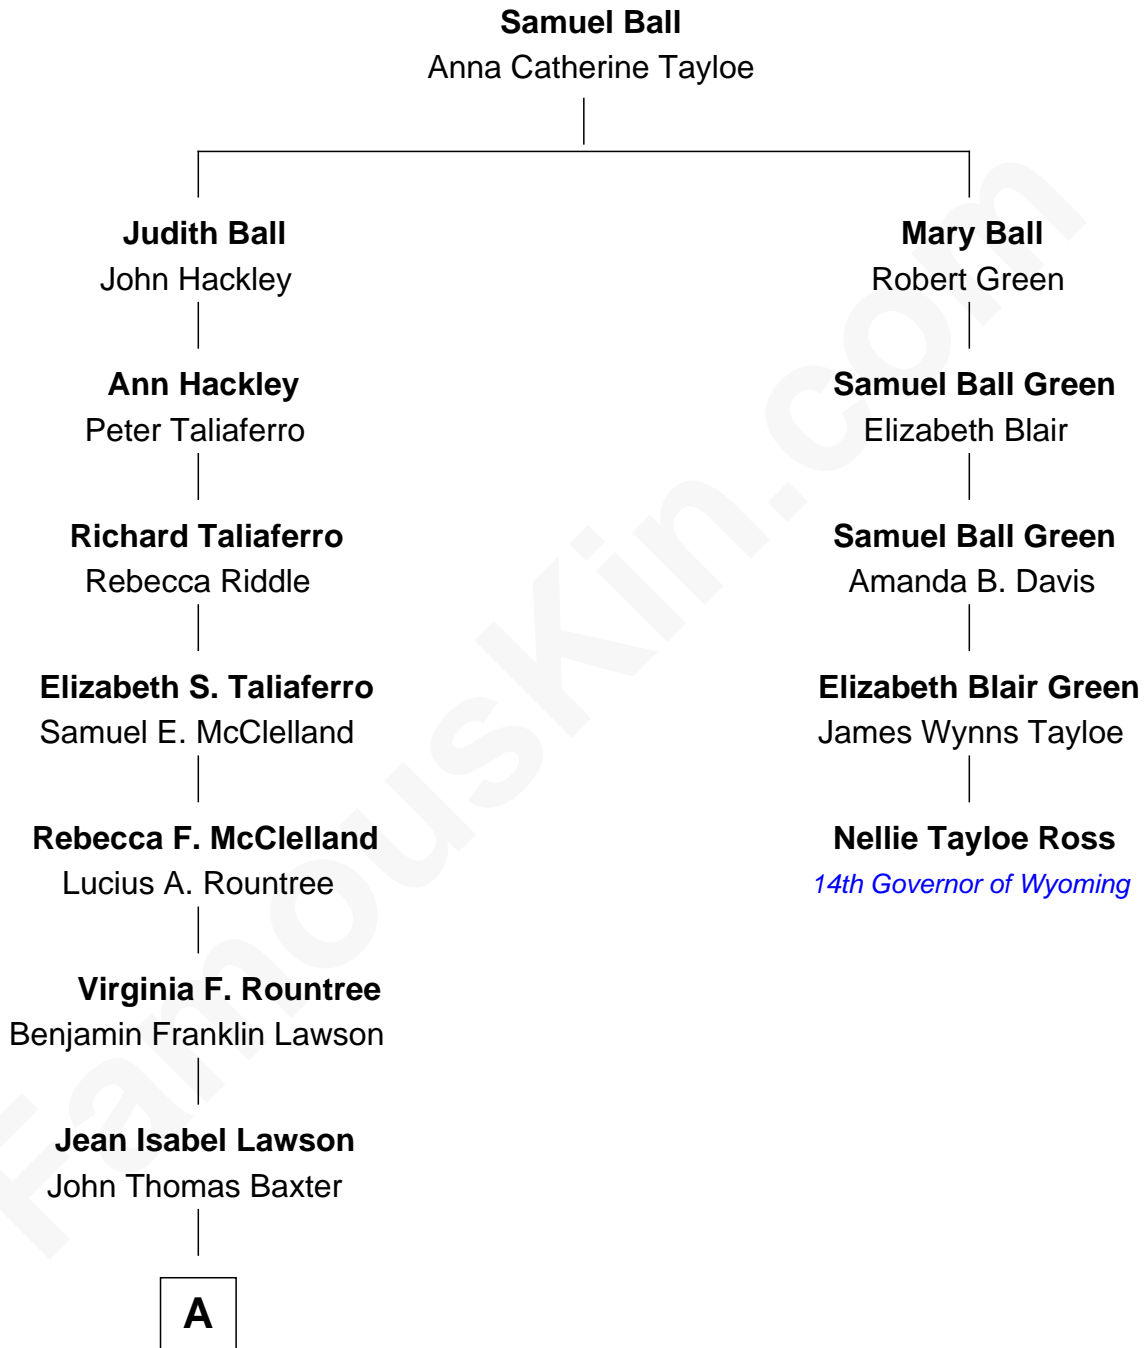 Samuel Ball
Anna Catherine Tayloe
Judith Ball
John Hackley
Mary Ball
Robert Green
Ann Hackley
Peter Taliaferro
Samuel Ball Green
Elizabeth Blair
Richard Taliaferro
Rebecca Riddle
Samuel Ball Green
Amanda B. Davis
Elizabeth S. Taliaferro
Samuel E. McClelland
Elizabeth Blair Green
James Wynns Tayloe
Rebecca F. McClelland
Lucius A. Rountree
Nellie Tayloe Ross
14th Governor of Wyoming
Virginia F. Rountree
Benjamin Franklin Lawson
Jean Isabel Lawson
John Thomas Baxter
A
FamousKin.com